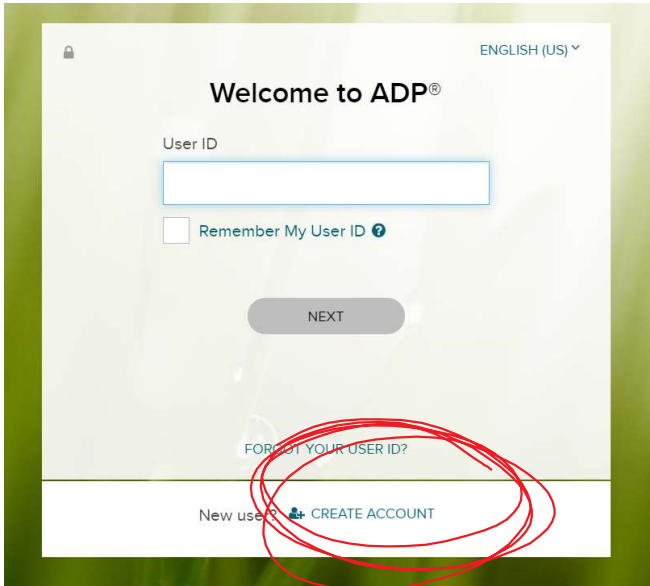 ENGLISH (US)
Welcome to ADP®
User ID
Remember My User ID ?
NEXT
FORGOT YOUR USER ID?
New user? CREATE ACCOUNT